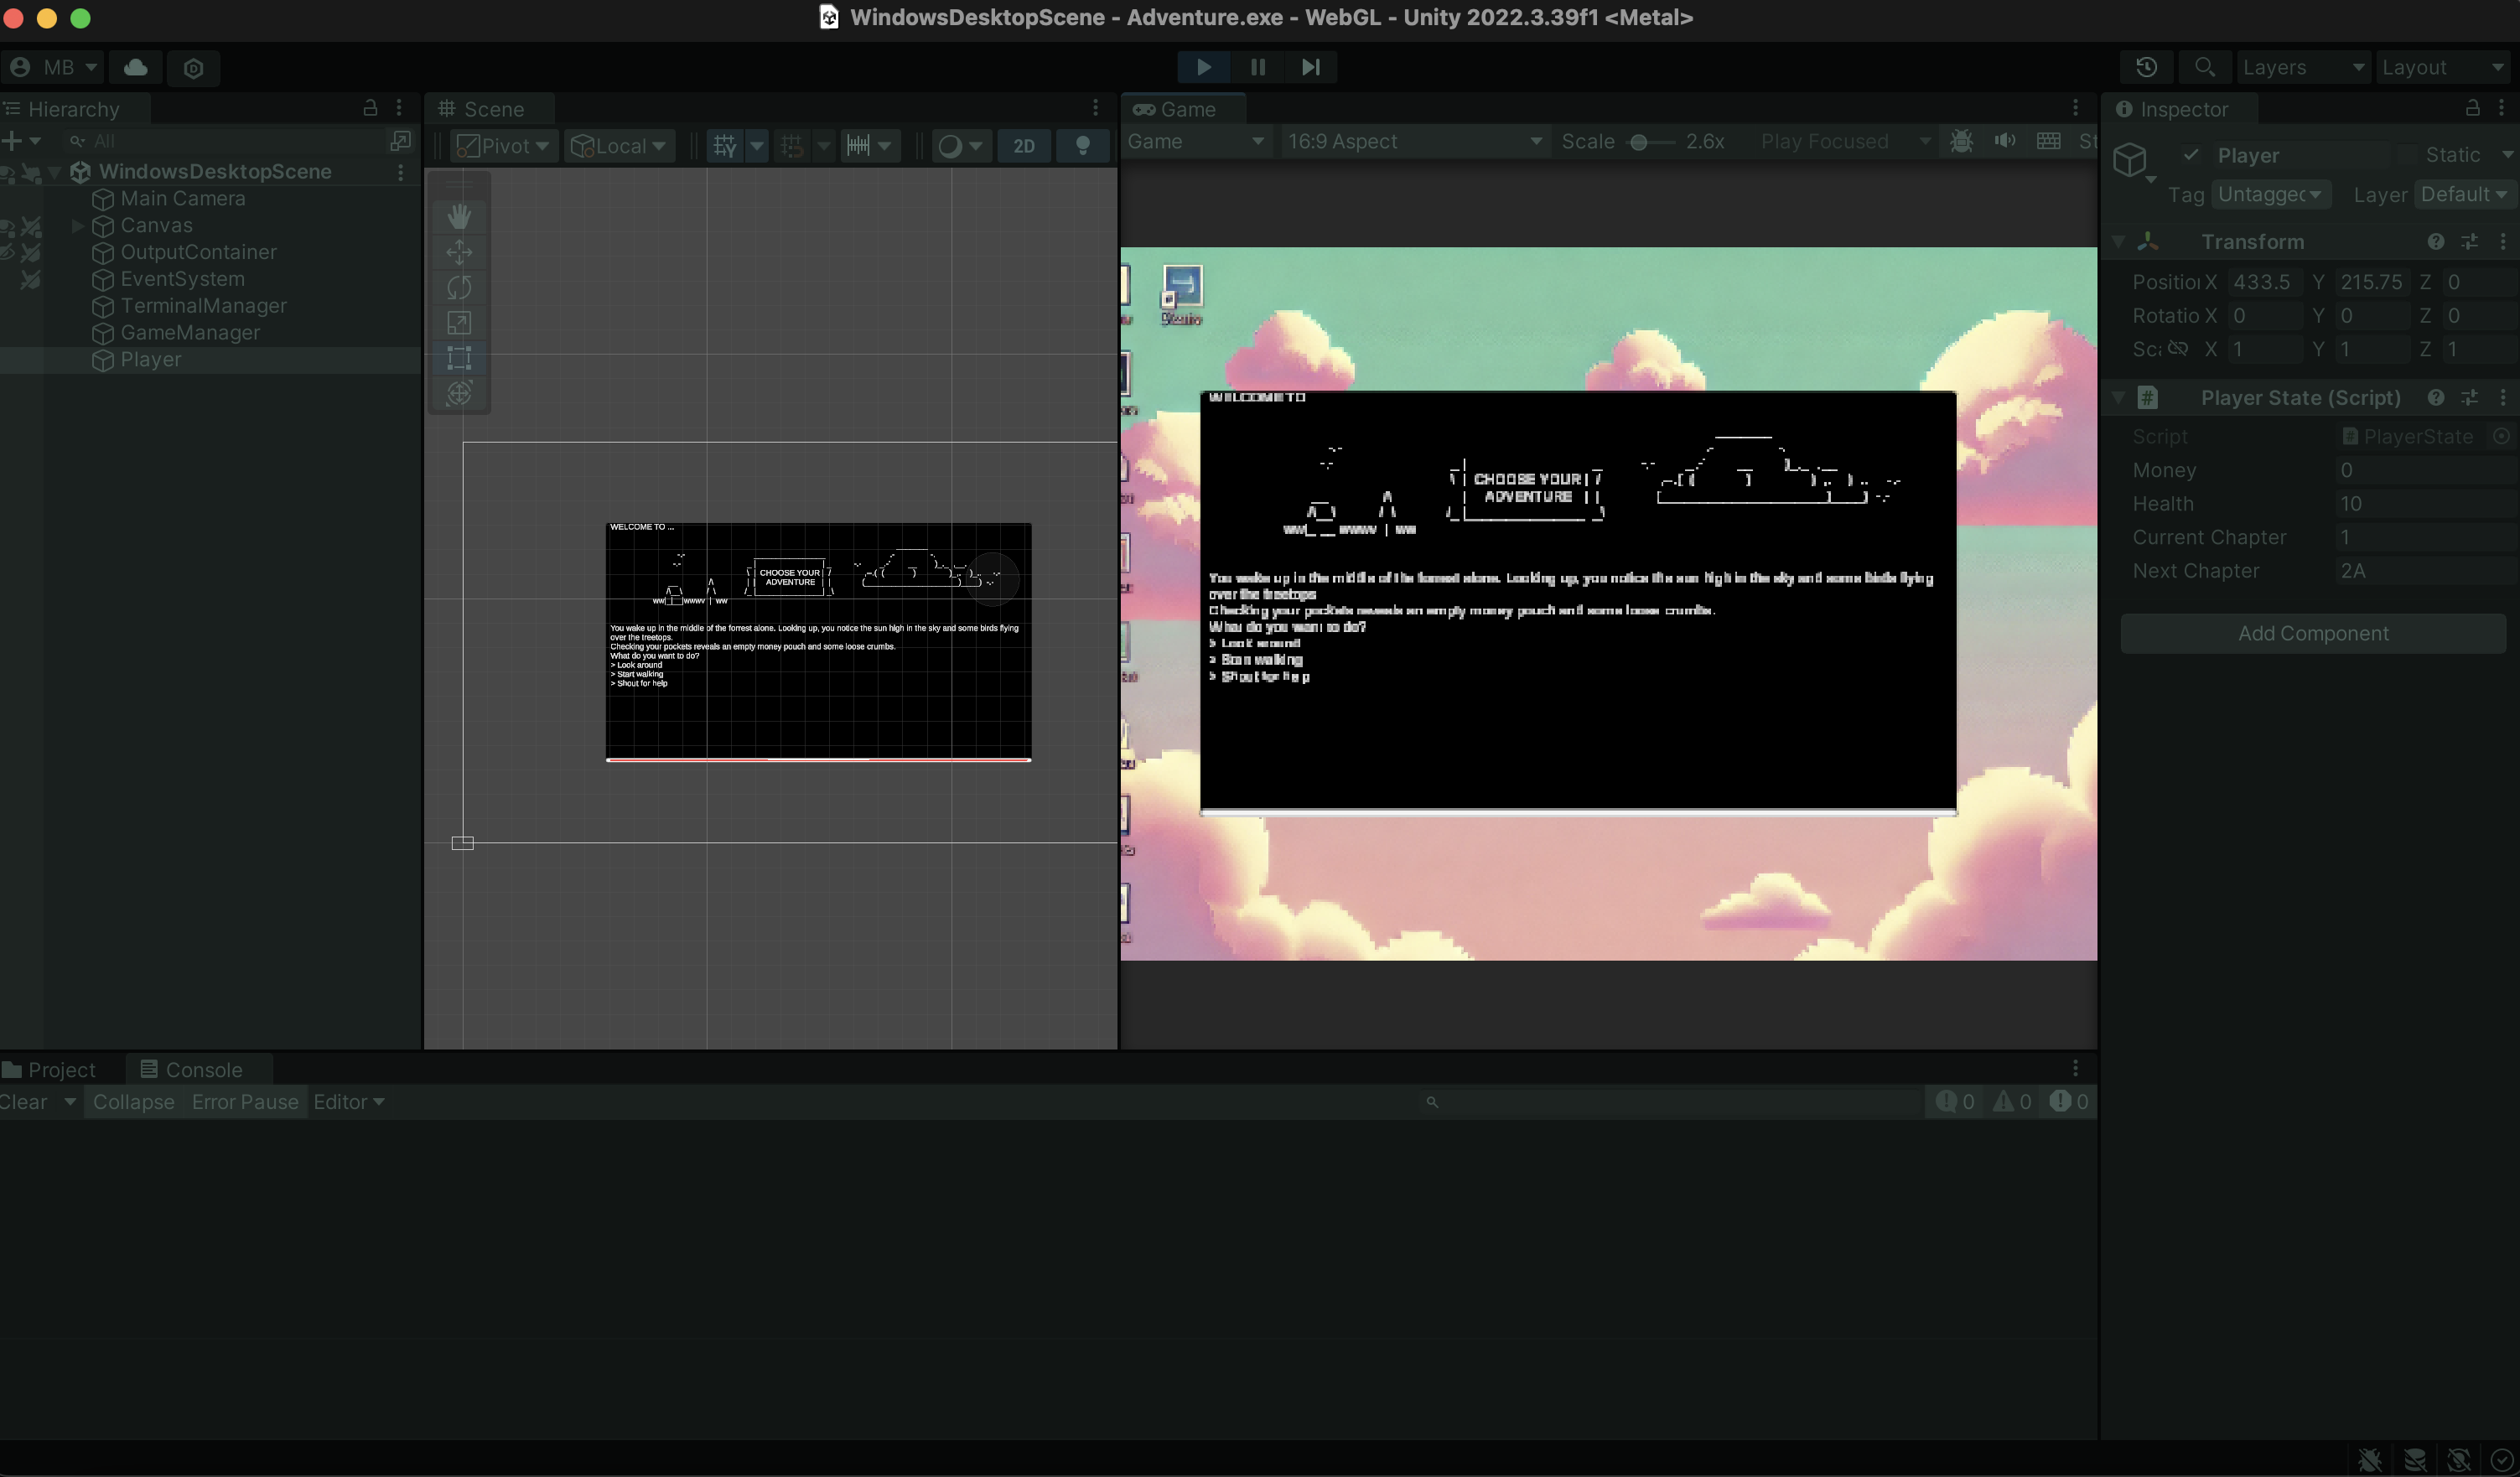 WindowsDesktopScene - Adventure.exe - WebGL - Unity 2022.3.39f1 <Metal>
MB
Layers
Layout
Hierarchy
All
WindowsDesktopScene
Main Camera
Canvas
OutputContainer
EventSystem
TerminalManager
GameManager
Player
Scene
Pivot
Local
2D
WELCOME TO ...
CHOOSE YOUR
ADVENTURE
You wake up in the middle of the forrest alone. Looking up, you notice the sun high in the sky and some birds flying
over the treetops.
Checking your pockets reveals an empty money pouch and some loose crumbs.
What do you want to do?
> Look around
> Start walking
> Shout for help
Game
Game
16:9 Aspect
Scale
2.6x
Play Focused
St
WELCOME TO
CHOOSE YOUR
ADVENTURE
You wake up in the middle of the forrest alone. Looking up, you notice the sun high in the sky and some birds flying
over the treetops
Checking your pockets reveals an empty money pouch and some loose crumbs.
What do you want to do?
> Look around
> Start walking
> Shout for help
Inspector
Player
Static
Tag Untagged
Layer Default
Transform
Position X 433.5 Y 215.75 Z 0
Rotatio X 0 Y 0 Z 0
Sc X 1 Y 1 Z 1
Player State (Script)
Script PlayerState
Money 0
Health 10
Current Chapter 1
Next Chapter 2A
Add Component
Project
Console
Clear
Collapse
Error Pause
Editor
0
0
0